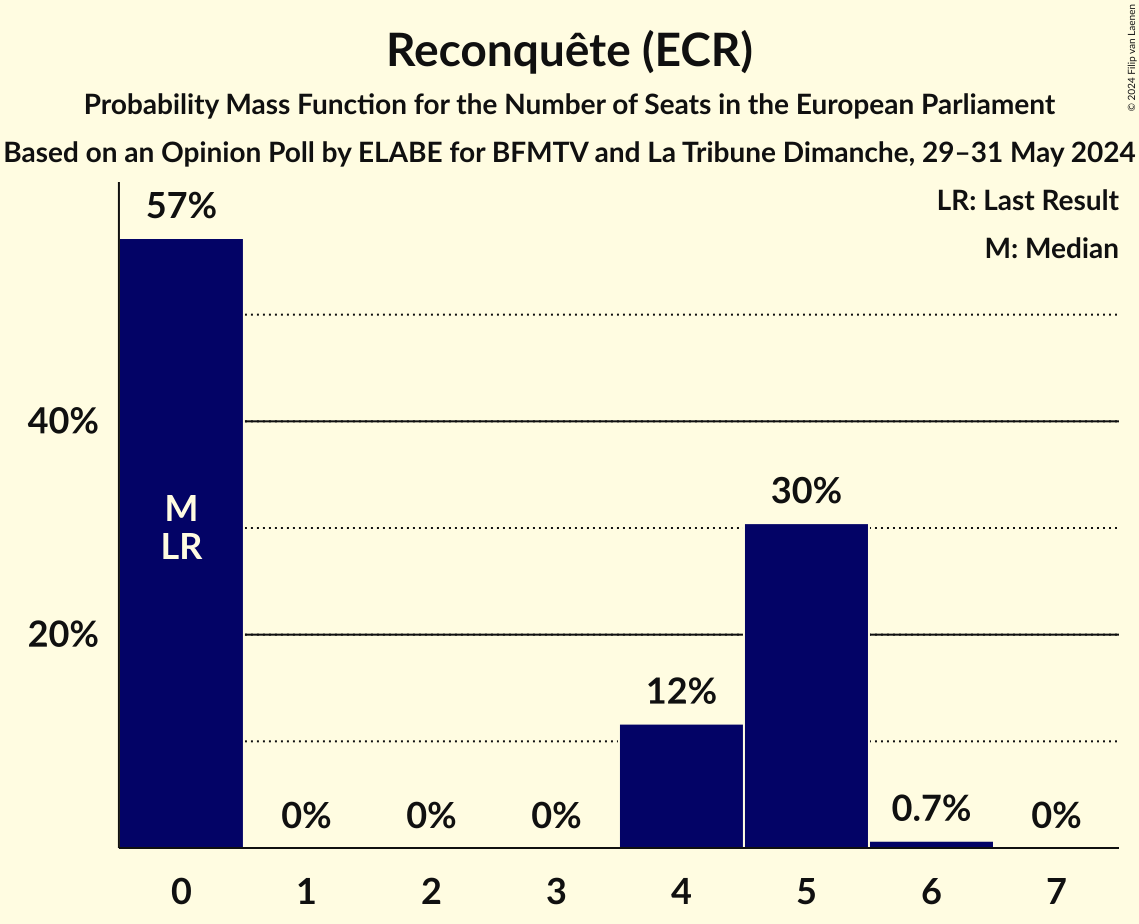 Reconquête (ECR)
Probability Mass Function for the Number of Seats in the European Parliament
Based on an Opinion Poll by ELABE for BFMTV and La Tribune Dimanche, 29–31 May 2024
© 2024 Filip van Laenen
LR: Last Result
M: Median
57%
40%
M
LR
30%
20%
12%
0%
0%
0%
0.7%
0%
0
1
2
3
4
5
6
7